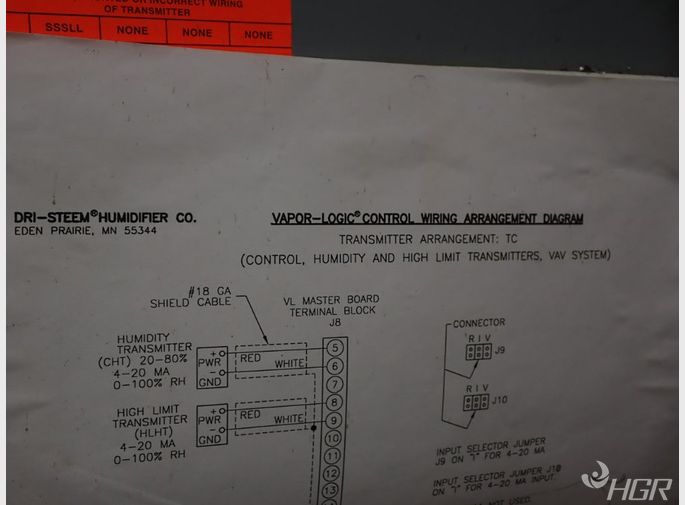 OR INCORRECT WIRING
OF TRANSMITTER
SSSLL NONE NONE NONE
DRI-STEEM® HUMIDIFIER CO.
EDEN PRAIRIE, MN 55344
VAPOR-LOGIC® CONTROL WIRING ARRANGEMENT DIAGRAM
TRANSMITTER ARRANGEMENT: TC
(CONTROL, HUMIDITY AND HIGH LIMIT TRANSMITTERS, VAV SYSTEM)
#18 GA
SHIELD CABLE
VL MASTER BOARD
TERMINAL BLOCK
J8
HUMIDITY
TRANSMITTER
(CHT) 20-80%
4-20 MA
0-100% RH
+
PWR
-
GND
RED
WHITE
HIGH LIMIT
TRANSMITTER
(HLHT)
4-20 MA
0-100% RH
+
PWR
-
GND
RED
WHITE
5
6
7
8
9
10
11
12
13
CONNECTOR
R I V
J9
R I V
J10
INPUT SELECTOR JUMPER
J9 ON "I" FOR 4-20 MA
INPUT SELECTOR JUMPER J10
ON "I" FOR 4-20 MA INPUT.
NOT USED.
HGR